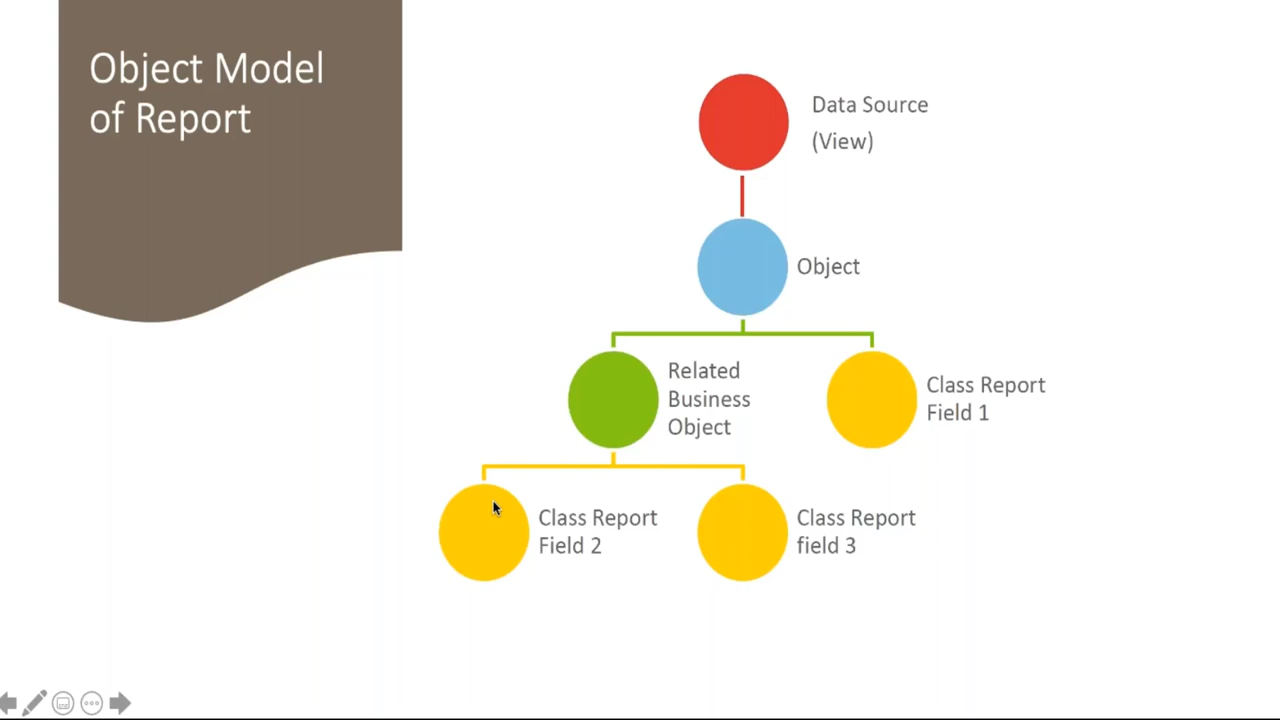 Object Model
of Report
Data Source
(View)
Object
Related
Business
Object
Class Report
Field 1
Class Report
Field 2
Class Report
field 3